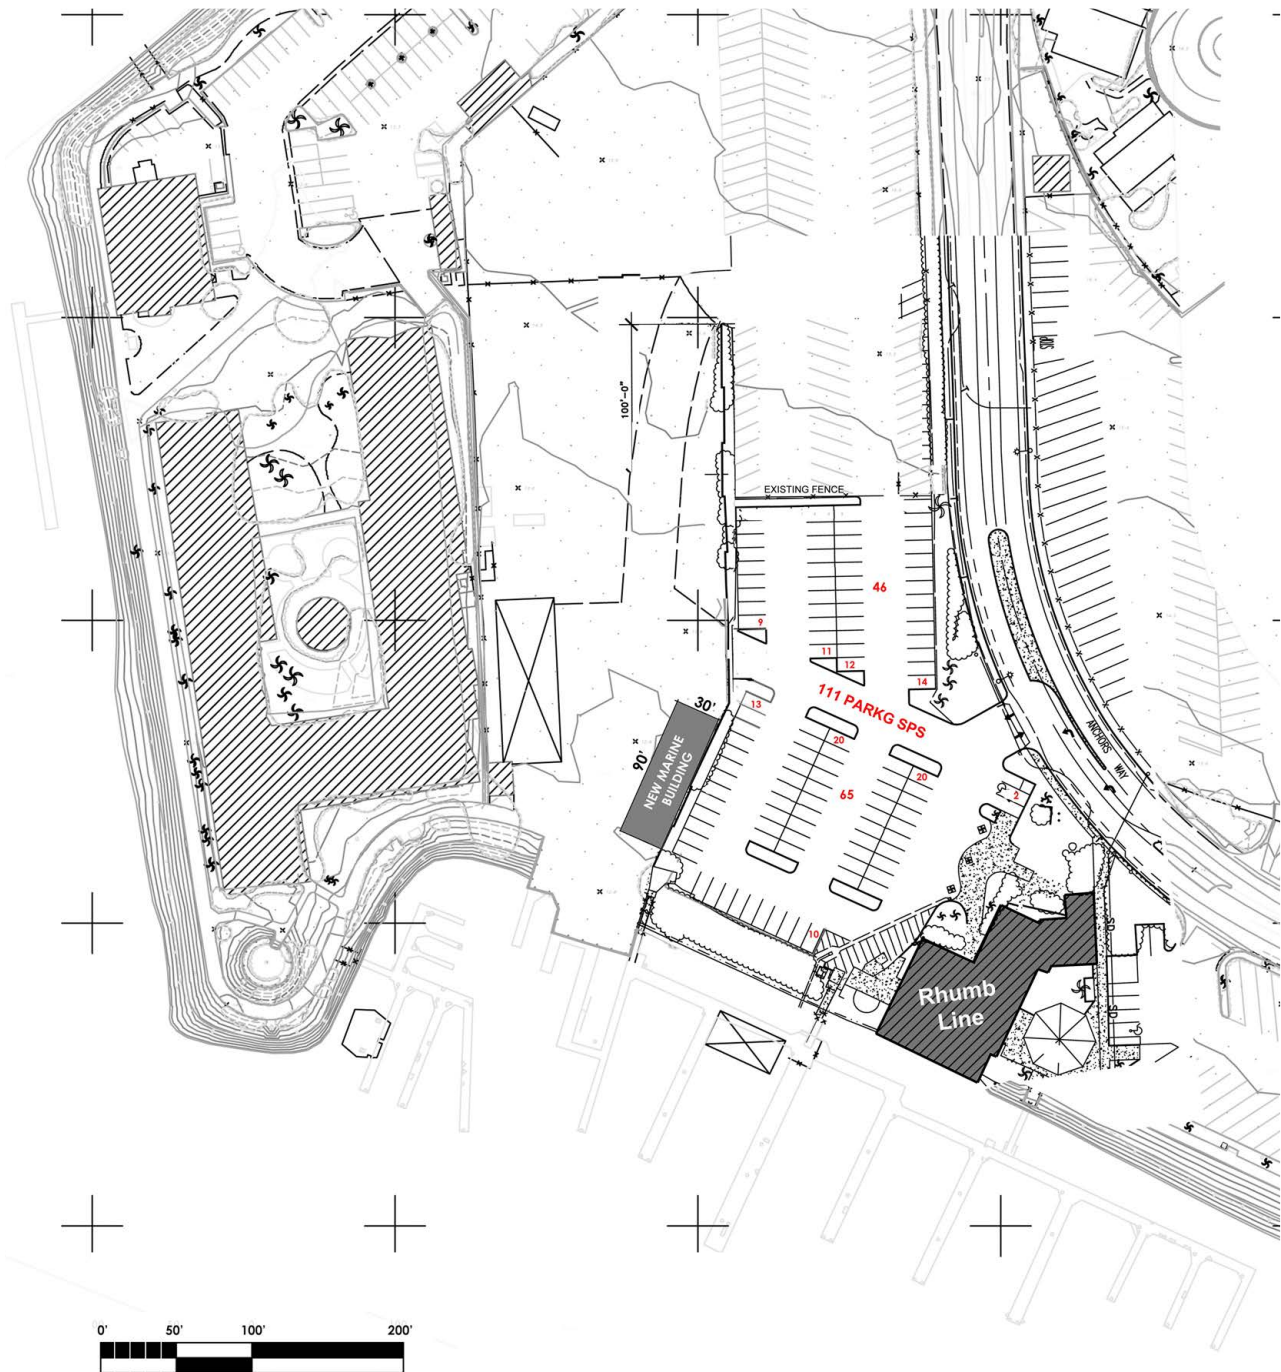 SUR
100'-0"
EXISTING FENCE
46
9
11
12
14
111 PARKG SPS
13
30'
90'
NEW MARINE
BUILDING
20
20
65
2
ANCHORS WAY
10
SD
SD
Rhumb
Line
0' 50' 100' 200'